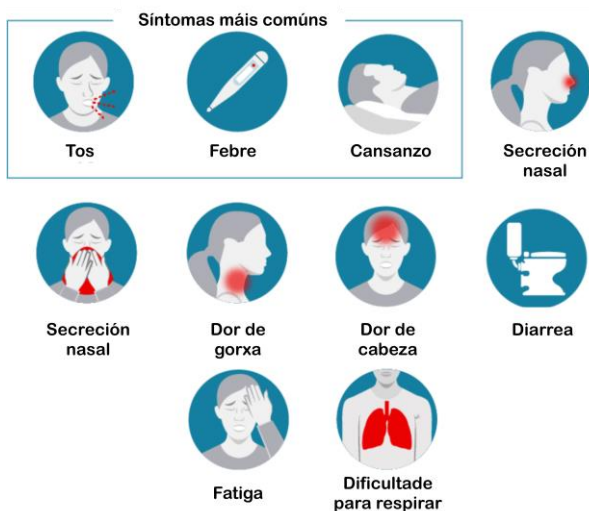 Síntomas máis comúns
Tos
Febre
Cansanzo
Secreción
nasal
Secreción
nasal
Dor de
gorxa
Dor de
cabeza
Diarrea
Fatiga
Dificultade
para respirar